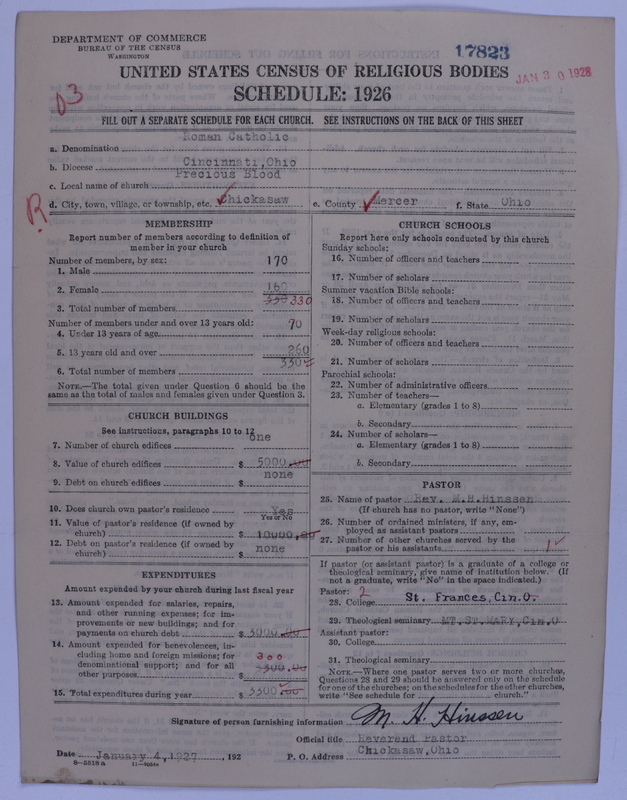 DEPARTMENT OF COMMERCE
BUREAU OF THE CENSUS
WASHINGTON
17823
JAN 30 1928
UNITED STATES CENSUS OF RELIGIOUS BODIES
SCHEDULE: 1926
FILL OUT A SEPARATE SCHEDULE FOR EACH CHURCH. SEE INSTRUCTIONS ON THE BACK OF THIS SHEET
a. Denomination Roman Catholic
b. Diocese Cincinnati, Ohio
c. Local name of church Precious Blood
d. City, town, village, or township, etc. Chickasaw e. County Mercer f. State Ohio
R
MEMBERSHIP
Report number of members according to definition of
member in your church
Number of members, by sex:
1. Male 170
2. Female 160
3. Total number of members 330 330
Number of members under and over 13 years old:
4. Under 13 years of age 70
5. 13 years old and over 260
6. Total number of members 330
NOTE.—The total given under Question 6 should be the
same as the total of males and females given under Question 3.
CHURCH BUILDINGS
See instructions, paragraphs 10 to 12
7. Number of church edifices one
8. Value of church edifices $ 5000.00
9. Debt on church edifices $ none
10. Does church own pastor's residence Yes
Yes or No
11. Value of pastor's residence (if owned by
church) $ 10000.00
12. Debt on pastor's residence (if owned by
church) $ none
EXPENDITURES
Amount expended by your church during last fiscal year
13. Amount expended for salaries, repairs,
and other running expenses; for im-
provements or new buildings; and for
payments on church debt $ 3000.00
14. Amount expended for benevolences, in-
cluding home and foreign missions; for
denominational support; and for all
other purposes $ 300
15. Total expenditures during year $ 3300.00
CHURCH SCHOOLS
Report here only schools conducted by this church
Sunday schools:
16. Number of officers and teachers
17. Number of scholars
Summer vacation Bible schools:
18. Number of officers and teachers
19. Number of scholars
Week-day religious schools:
20. Number of officers and teachers
21. Number of scholars
Parochial schools:
22. Number of administrative officers
23. Number of teachers—
a. Elementary (grades 1 to 8)
b. Secondary
24. Number of scholars—
a. Elementary (grades 1 to 8)
b. Secondary
PASTOR
25. Name of pastor Rev. M.H.Hinssen
(If church has no pastor, write "None")
26. Number of ordained ministers, if any, em-
ployed as assistant pastors
27. Number of other churches served by the
pastor or his assistants 1
If pastor (or assistant pastor) is a graduate of a college or
theological seminary, give name of institution below. (If
not a graduate, write "No" in the space indicated.)
Pastor: 2
28. College St. Frances, Cin.O.
29. Theological seminary MT.ST.MARY, Cin.O
Assistant pastor:
30. College
31. Theological seminary
NOTE.—Where one pastor serves two or more churches,
Questions 28 and 29 should be answered only on the schedule
for one of the churches; on the schedules for the other churches,
write "See schedule for church."
Signature of person furnishing information M. H. Hinssen
Official title Reverend Pastor
Date January 4, 1927, 192 P. O. Address Chickasaw, Ohio